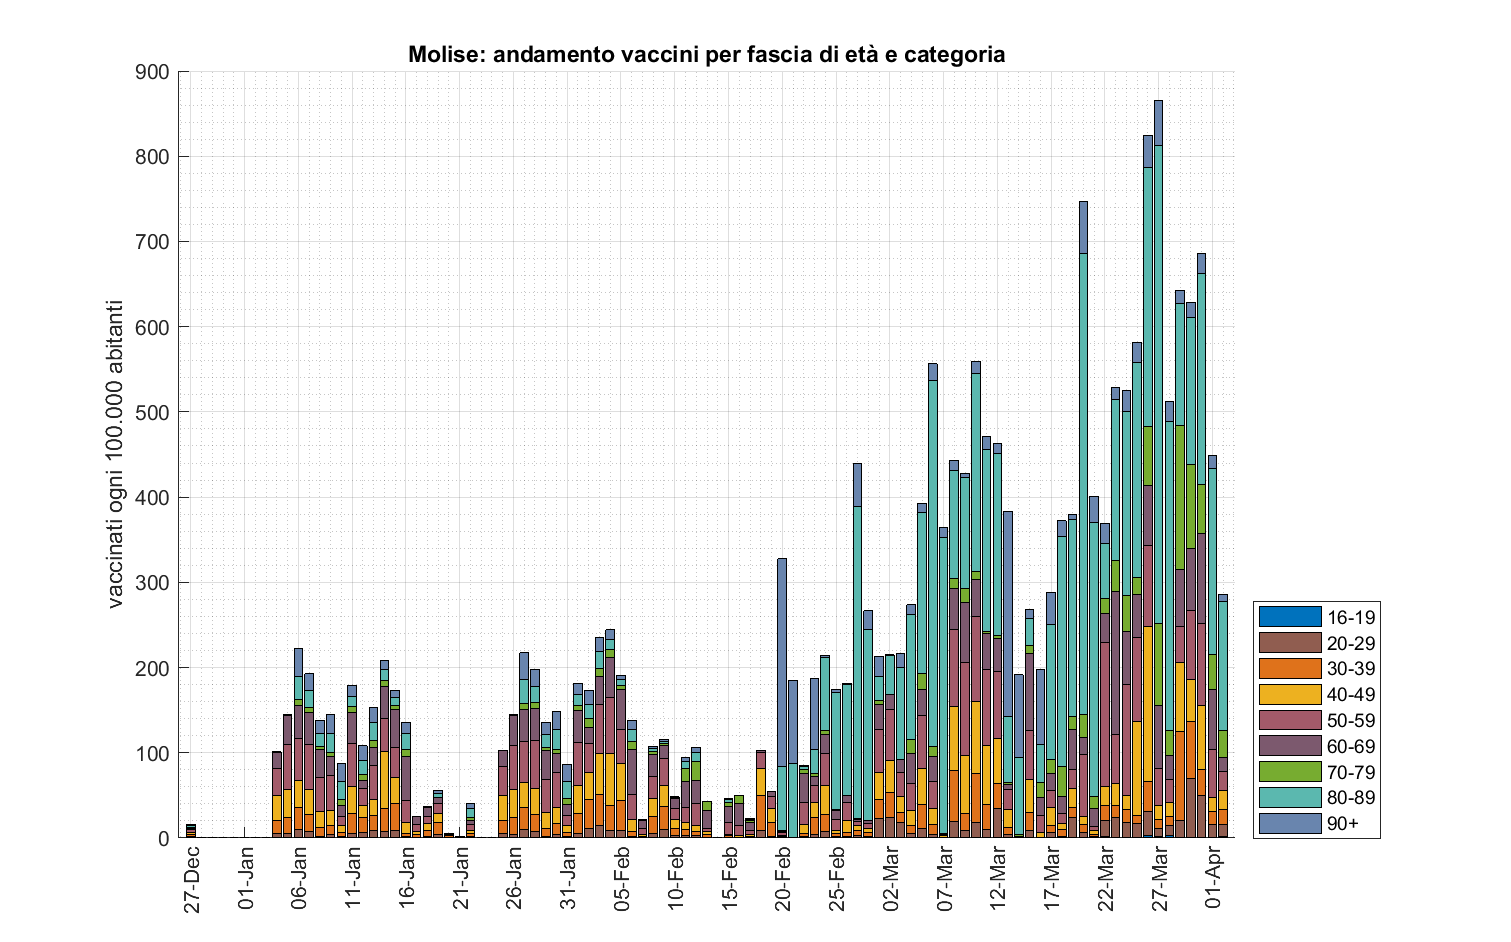 Molise: andamento vaccini per fascia di età e categoria
vaccinati ogni 100.000 abitanti
900
800
700
600
500
400
300
200
100
0
27-Dec
01-Jan
06-Jan
11-Jan
16-Jan
21-Jan
26-Jan
31-Jan
05-Feb
10-Feb
15-Feb
20-Feb
25-Feb
02-Mar
07-Mar
12-Mar
17-Mar
22-Mar
27-Mar
01-Apr
16-19
20-29
30-39
40-49
50-59
60-69
70-79
80-89
90+